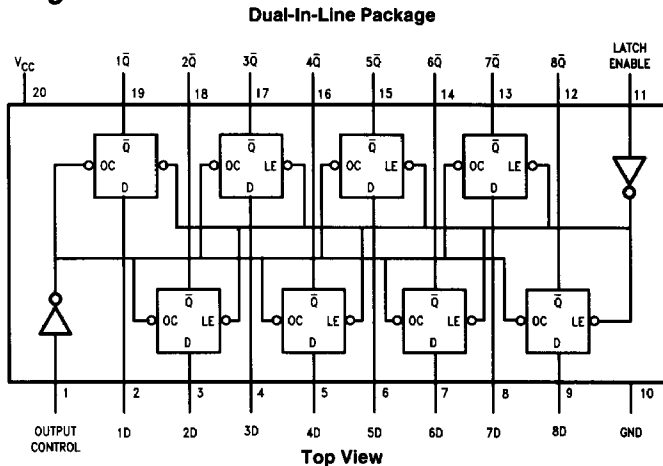 Dual-In-Line Package
VCC 1Q̅ 2Q̅ 3Q̅ 4Q̅ 5Q̅ 6Q̅ 7Q̅ 8Q̅ LATCH ENABLE
20 19 18 17 16 15 14 13 12 11
Q̅ Q̅ Q̅ Q̅
OC OC LE OC LE OC LE
D D D D
Q̅ Q̅ Q̅ Q̅
OC LE OC LE OC LE OC LE
D D D D
1 2 3 4 5 6 7 8 9 10
OUTPUT CONTROL 1D 2D 3D 4D 5D 6D 7D 8D GND
Top View